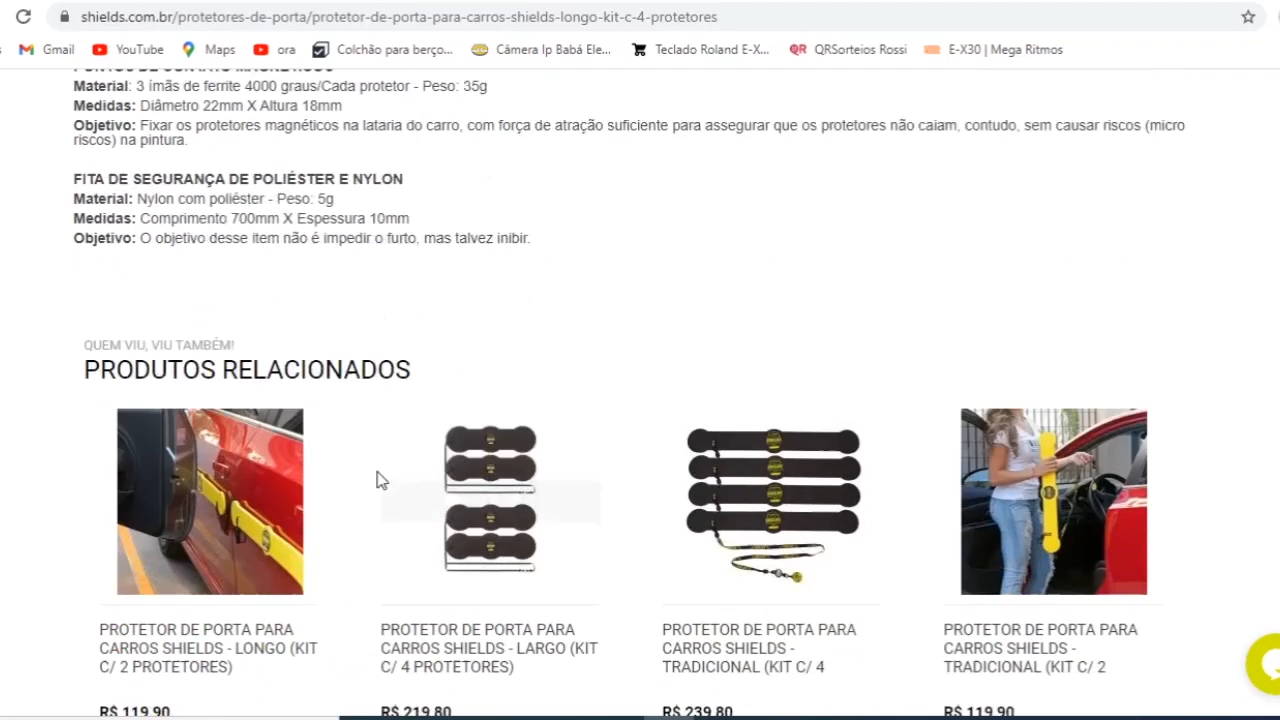 shields.com.br/protetores-de-porta/protetor-de-porta-para-carros-shields-longo-kit-c-4-protetores
Gmail YouTube Maps ora Colchão para berço... Câmera Ip Babá Ele... Teclado Roland E-X... QRSorteios Rossi E-X30 | Mega Ritmos
Material: 3 ímãs de ferrite 4000 graus/Cada protetor - Peso: 35g
Medidas: Diâmetro 22mm X Altura 18mm
Objetivo: Fixar os protetores magnéticos na lataria do carro, com força de atração suficiente para assegurar que os protetores não caiam, contudo, sem causar riscos (micro
riscos) na pintura.
FITA DE SEGURANÇA DE POLIÉSTER E NYLON
Material: Nylon com poliéster - Peso: 5g
Medidas: Comprimento 700mm X Espessura 10mm
Objetivo: O objetivo desse item não é impedir o furto, mas talvez inibir.
QUEM VIU, VIU TAMBÉM!
PRODUTOS RELACIONADOS
PROTETOR DE PORTA PARA
CARROS SHIELDS - LONGO (KIT
C/ 2 PROTETORES)
R$ 119,90
PROTETOR DE PORTA PARA
CARROS SHIELDS - LARGO (KIT
C/ 4 PROTETORES)
R$ 219,80
PROTETOR DE PORTA PARA
CARROS SHIELDS -
TRADICIONAL (KIT C/ 4
R$ 239,80
PROTETOR DE PORTA PARA
CARROS SHIELDS -
TRADICIONAL (KIT C/ 2
R$ 119,90